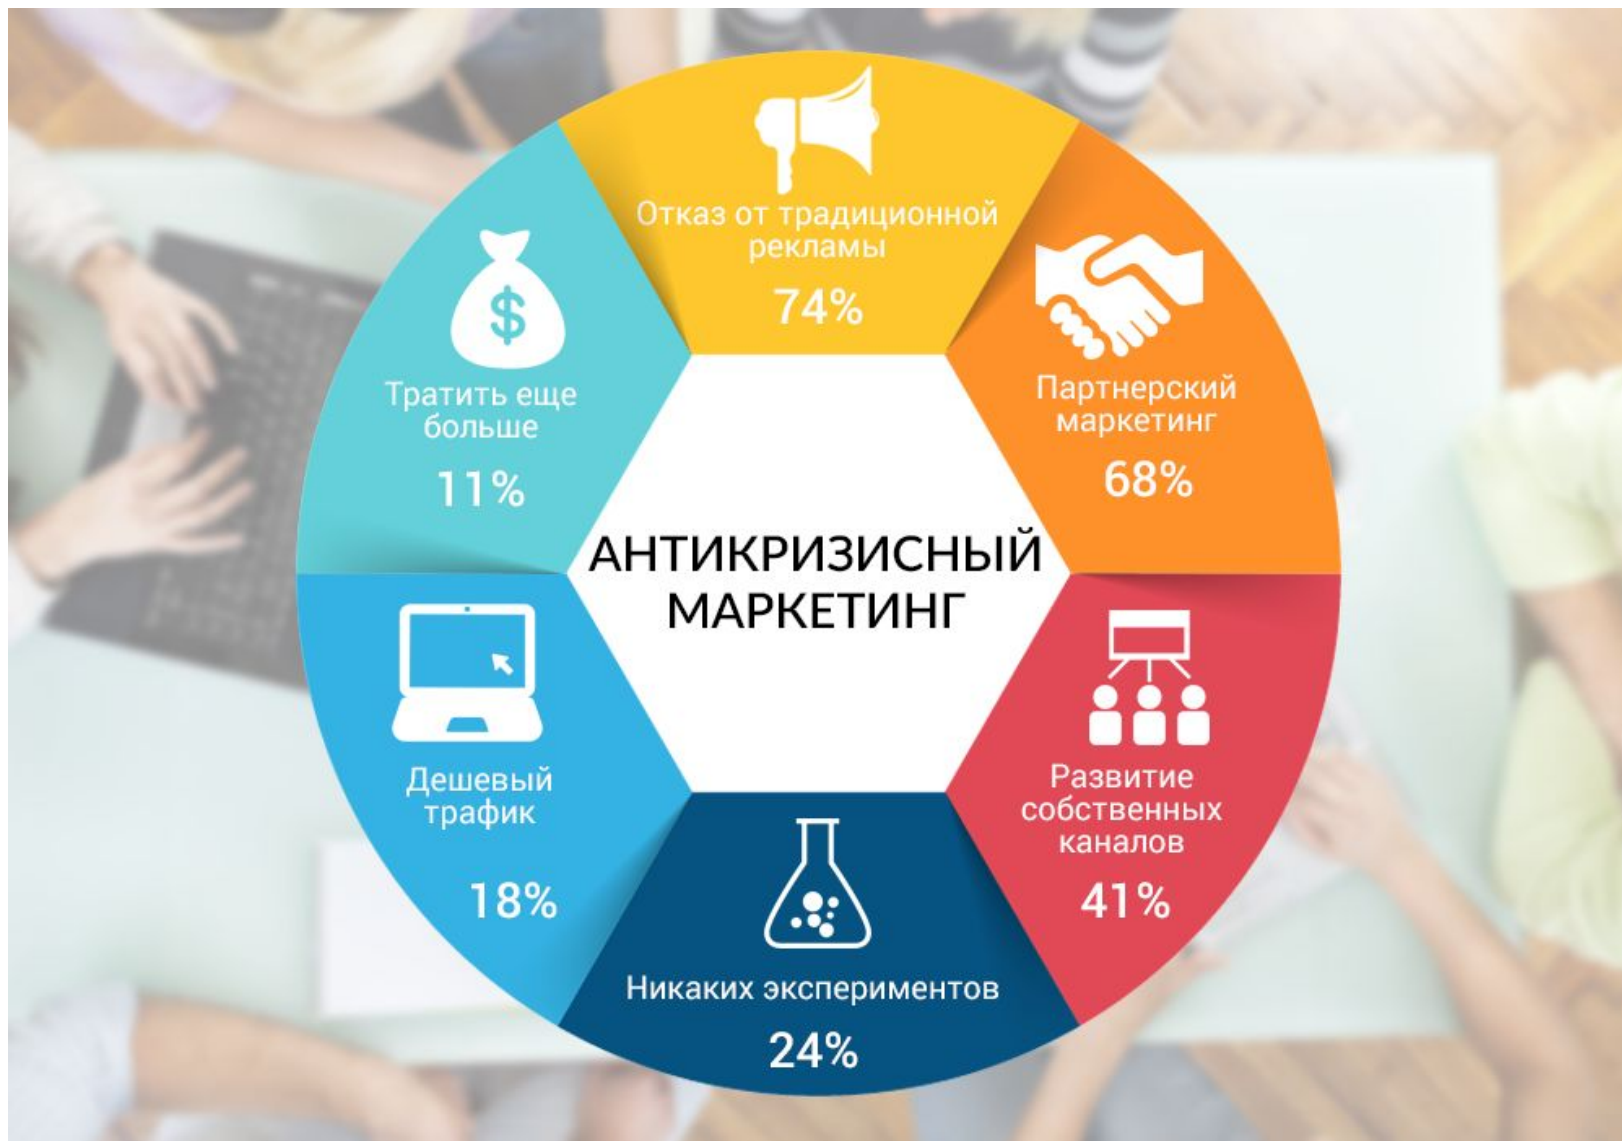 Отказ от традиционной
рекламы
74%
Партнерский
маркетинг
68%
Развитие
собственных
каналов
41%
Никаких экспериментов
24%
Дешевый
трафик
18%
$
Тратить еще
больше
11%
АНТИКРИЗИСНЫЙ
МАРКЕТИНГ